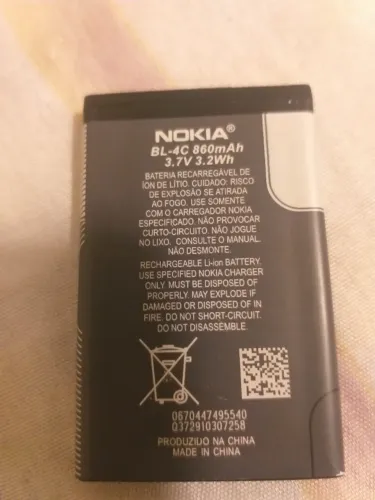 NOKIA®
BL-4C 860mAh
3.7V 3.2Wh
BATERIA RECARREGÁVEL DE
ÍON DE LÍTIO. CUIDADO: RISCO
DE EXPLOSÃO SE ATIRADA
AO FOGO. USE SOMENTE
COM O CARREGADOR NOKIA
ESPECIFICADO. NÃO PROVOCAR
CURTO-CIRCUITO. NÃO JOGUE
NO LIXO. CONSULTE O MANUAL.
NÃO DESMONTE.
RECHARGEABLE Li-ion BATTERY.
USE SPECIFIED NOKIA CHARGER
ONLY. MUST BE DISPOSED OF
PROPERLY. MAY EXPLODE IF
DAMAGED OR DISPOSED OF IN
FIRE. DO NOT SHORT-CIRCUIT.
DO NOT DISASSEMBLE.
0670447495540
Q372910307258
PRODUZIDO NA CHINA
MADE IN CHINA